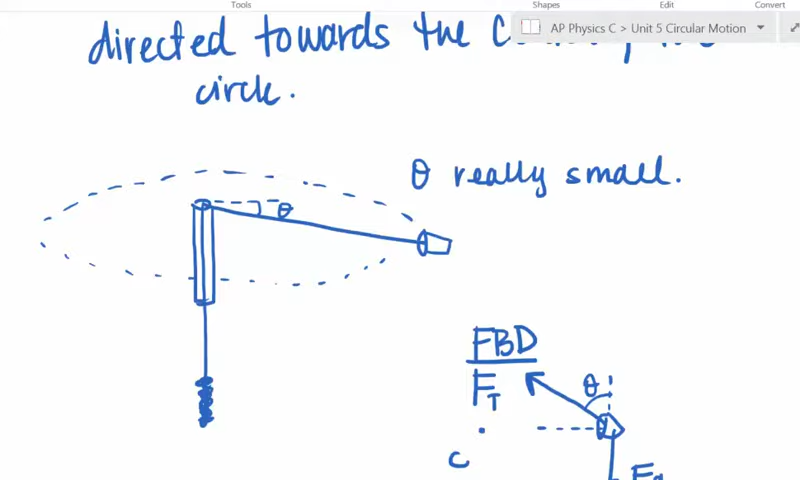 Tools Shapes Edit Convert
AP Physics C > Unit 5 Circular Motion
directed towards the
circle.
θ really small.
θ
FBD
F_T
θ
C